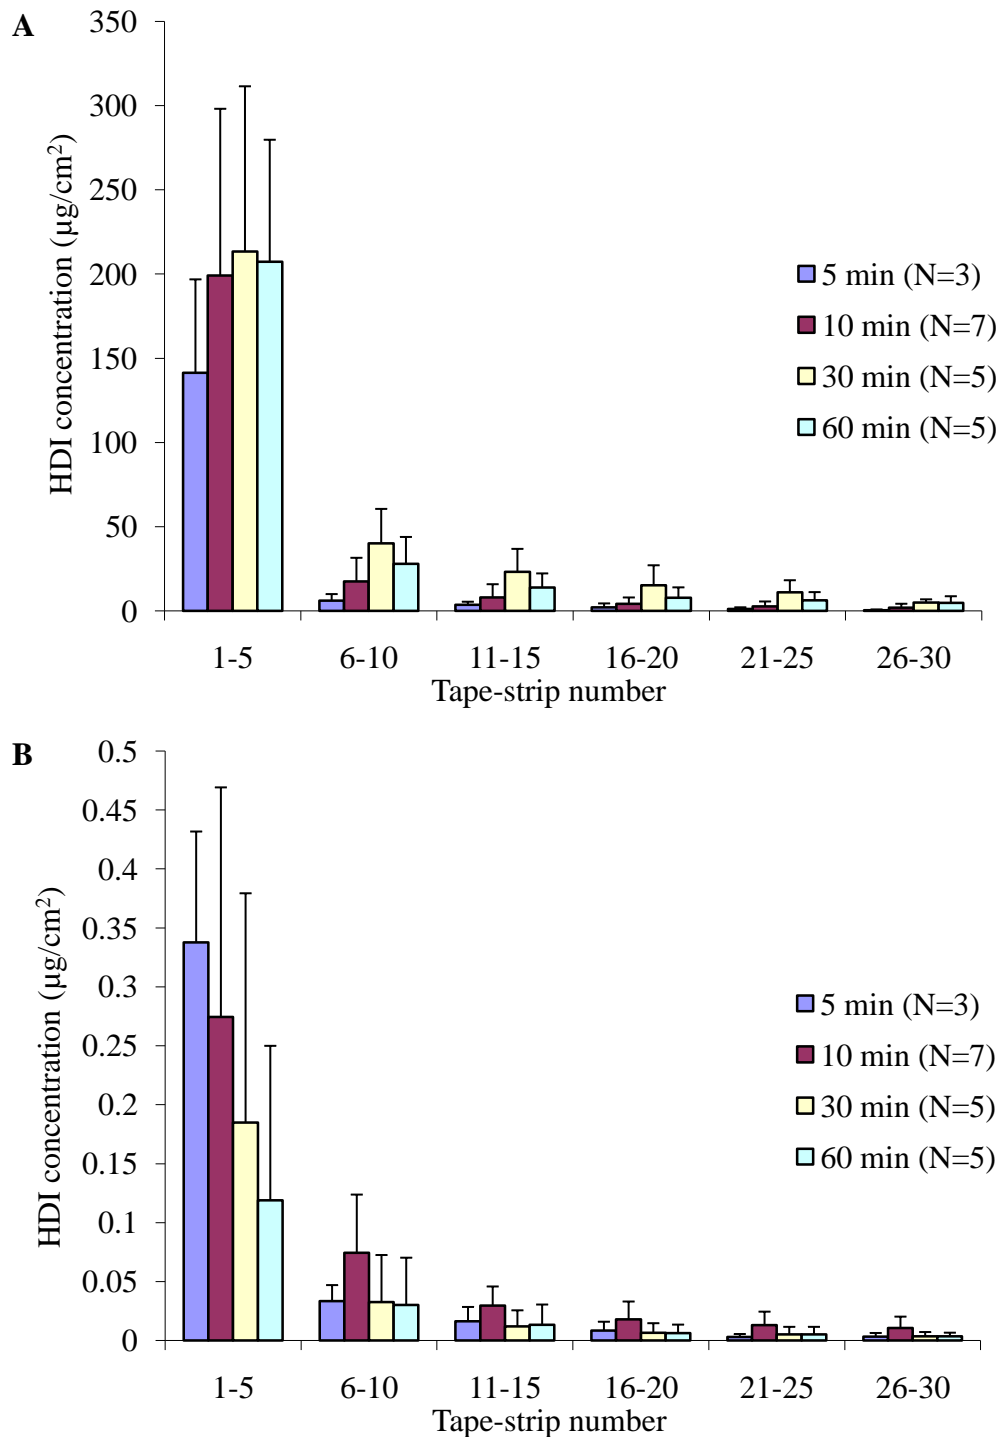 A
350
300
250
200
150
100
50
0
HDI concentration (µg/cm²)
5 min (N=3)
10 min (N=7)
30 min (N=5)
60 min (N=5)
1-5 6-10 11-15 16-20 21-25 26-30
Tape-strip number
B
0.5
0.45
0.4
0.35
0.3
0.25
0.2
0.15
0.1
0.05
0
HDI concentration (µg/cm²)
5 min (N=3)
10 min (N=7)
30 min (N=5)
60 min (N=5)
1-5 6-10 11-15 16-20 21-25 26-30
Tape-strip number